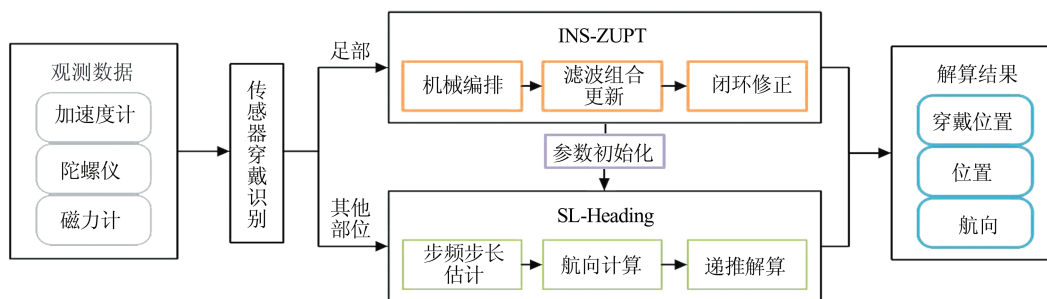 观测数据
加速度计
陀螺仪
磁力计
传感器穿戴识别
足部
其他
部位
INS-ZUPT
机械编排
滤波组合
更新
闭环修正
参数初始化
SL-Heading
步频步长
估计
航向计算
递推解算
解算结果
穿戴位置
位置
航向